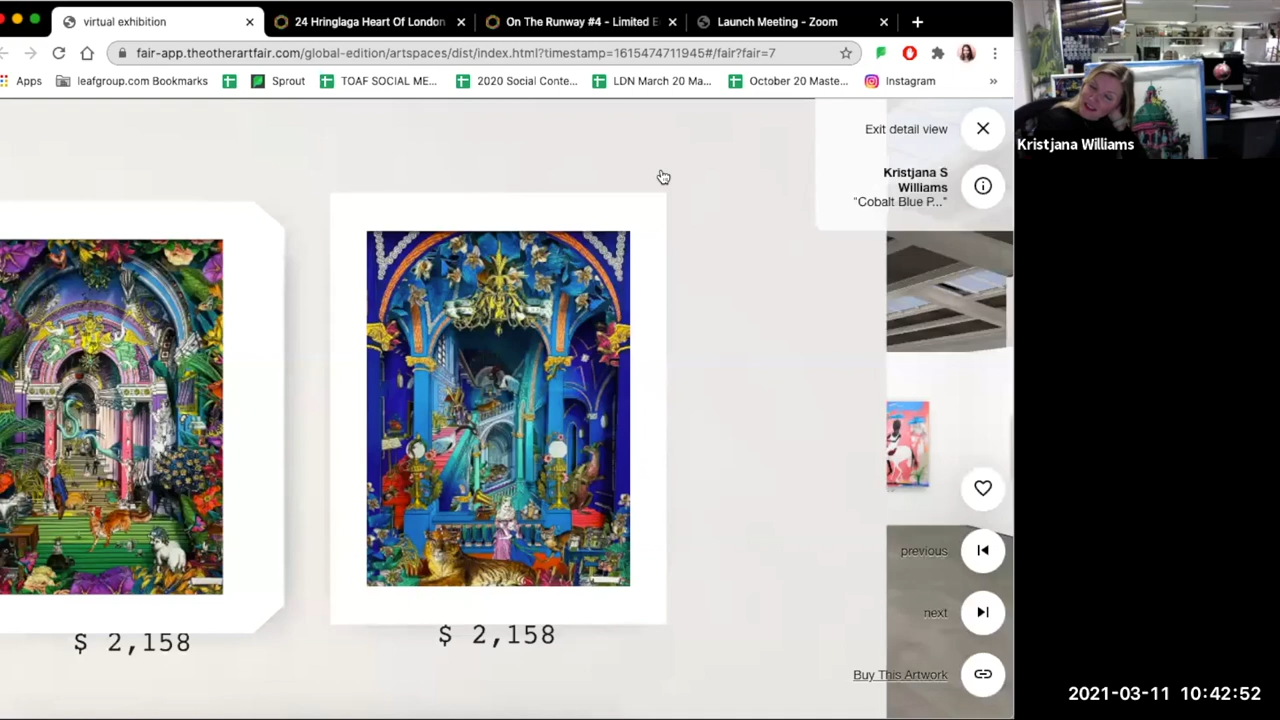 virtual exhibition
24 Hringlaga Heart Of London
On The Runway #4 - Limited E
Launch Meeting - Zoom
fair-app.theotherartfair.com/global-edition/artspaces/dist/index.html?timestamp=1615474711945#/fair?fair=7
Apps
leafgroup.com Bookmarks
Sprout
TOAF SOCIAL ME...
2020 Social Conte...
LDN March 20 Ma...
October 20 Maste...
Instagram
»
Exit detail view
Kristjana S
Williams
"Cobalt Blue P..."
Kristjana Williams
previous
next
$ 2,158
$ 2,158
Buy This Artwork
2021-03-11 10:42:52